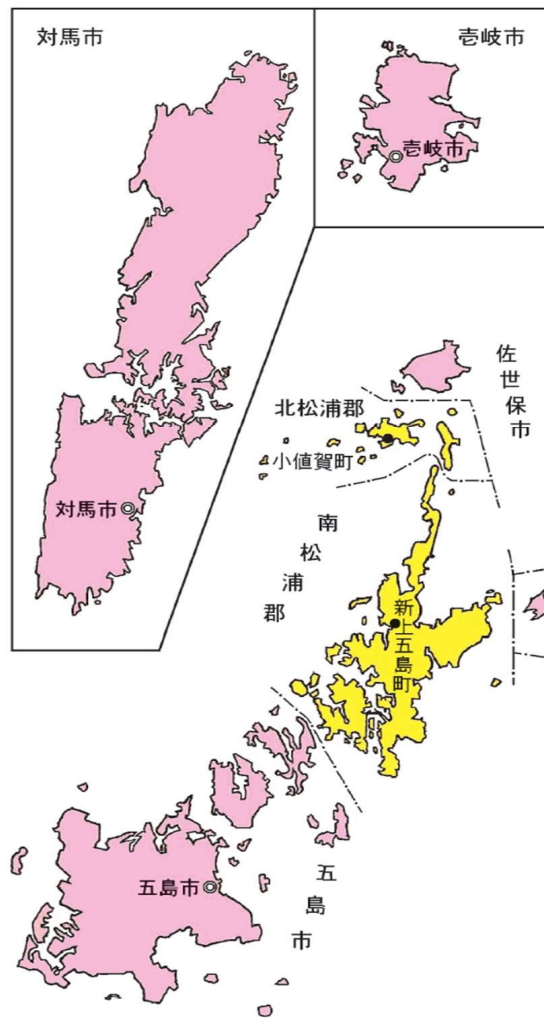 対馬市
壱岐市
壱岐市
佐世保市
北松浦郡
小値賀町
対馬市
南松浦郡
新上五島町
五島市
五島市